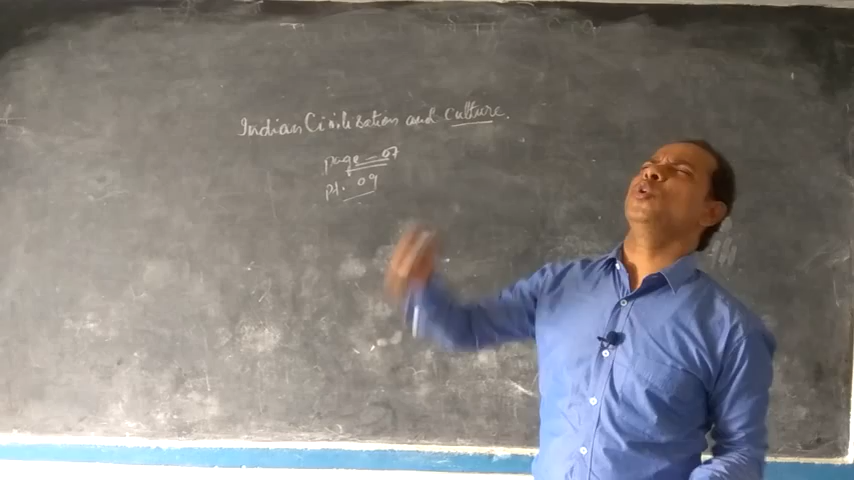 Indian Civilisation and Culture.
page - 07
pt. 09